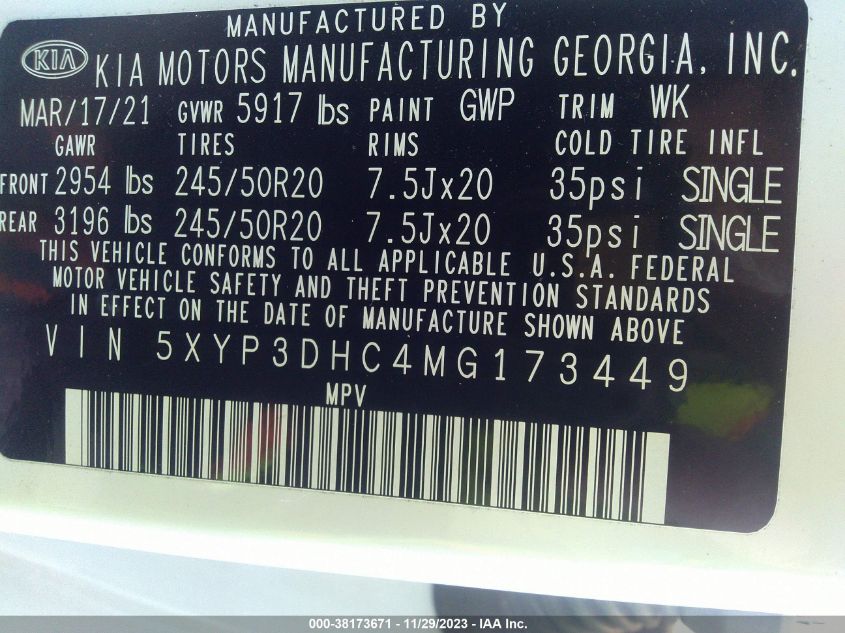 MANUFACTURED BY
KIA KIA MOTORS MANUFACTURING GEORGIA, INC.
MAR/17/21 GVWR 5917 lbs PAINT GWP TRIM WK
GAWR TIRES RIMS COLD TIRE INFL
FRONT 2954 lbs 245/50R20 7.5Jx20 35psi SINGLE
REAR 3196 lbs 245/50R20 7.5Jx20 35psi SINGLE
THIS VEHICLE CONFORMS TO ALL APPLICABLE U.S.A. FEDERAL
MOTOR VEHICLE SAFETY AND THEFT PREVENTION STANDARDS
IN EFFECT ON THE DATE OF MANUFACTURE SHOWN ABOVE
VIN 5XYP3DHC4MG173449
MPV
000-38173671 - 11/29/2023 - IAA Inc.